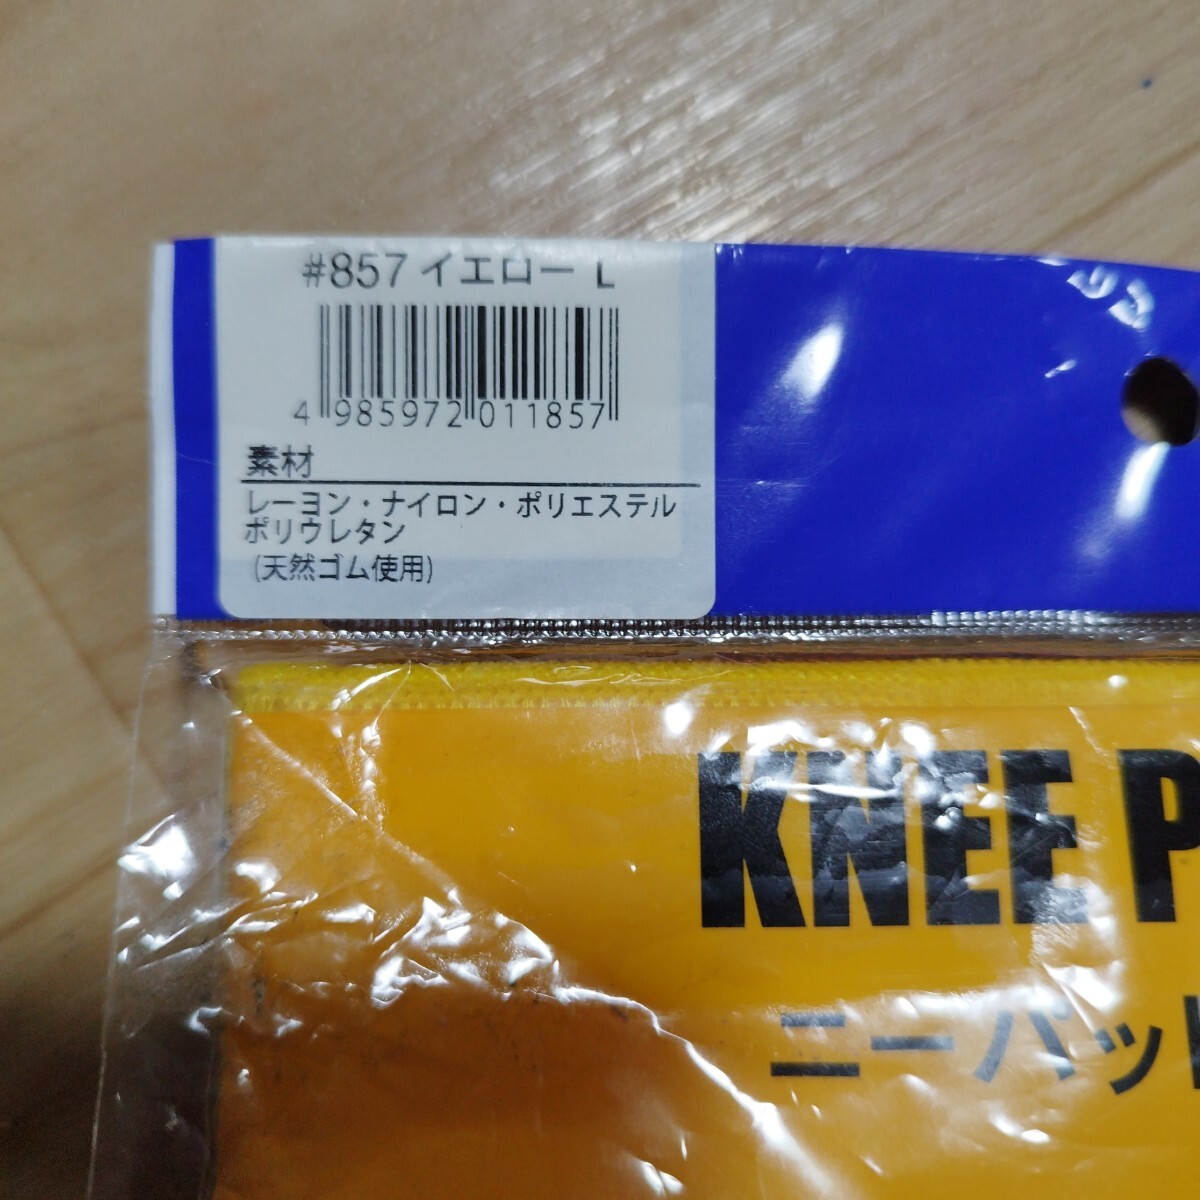 #857 イエロー L
4 985972 011857
素材
レーヨン・ナイロン・ポリエステル
ポリウレタン
(天然ゴム使用)
KNEE P
ニーパッ